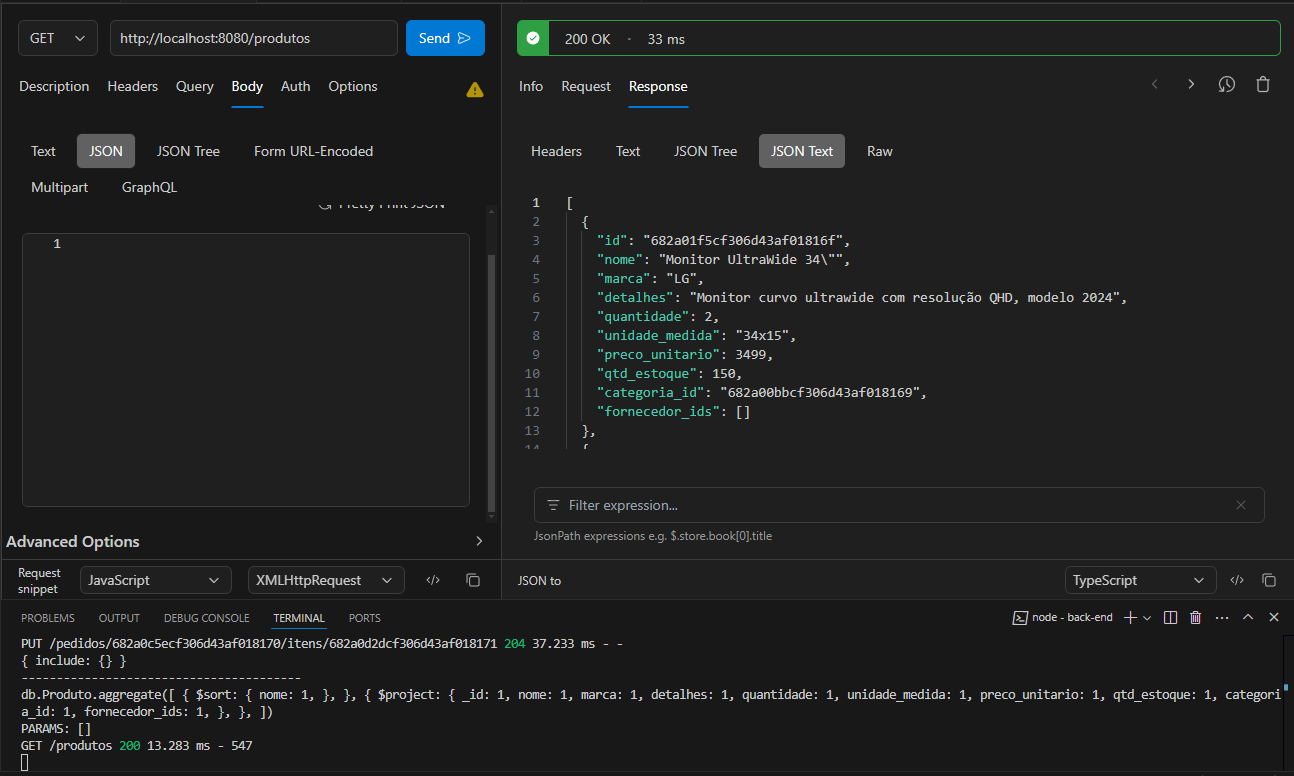 GET
http://localhost:8080/produtos
Send
Description Headers Query Body Auth Options
Text JSON JSON Tree Form URL-Encoded
Multipart GraphQL
Pretty Print JSON
1
Advanced Options
Request snippet
JavaScript
XMLHttpRequest
</>
200 OK · 33 ms
Info Request Response
Headers Text JSON Tree JSON Text Raw
1 [
2 {
3 "id": "682a01f5cf306d43af01816f",
4 "nome": "Monitor UltraWide 34\"",
5 "marca": "LG",
6 "detalhes": "Monitor curvo ultrawide com resolução QHD, modelo 2024",
7 "quantidade": 2,
8 "unidade_medida": "34x15",
9 "preco_unitario": 3499,
10 "qtd_estoque": 150,
11 "categoria_id": "682a00bbcf306d43af018169",
12 "fornecedor_ids": []
13 },
14 {
Filter expression...
JsonPath expressions e.g. $.store.book[0].title
JSON to
TypeScript
</>
PROBLEMS OUTPUT DEBUG CONSOLE TERMINAL PORTS
node - back-end
PUT /pedidos/682a0c5ecf306d43af018170/itens/682a0d2dcf306d43af018171 204 37.233 ms - -
{ include: {} }
----------------------------------------
db.Produto.aggregate([ { $sort: { nome: 1, }, }, { $project: { _id: 1, nome: 1, marca: 1, detalhes: 1, quantidade: 1, unidade_medida: 1, preco_unitario: 1, qtd_estoque: 1, categori
a_id: 1, fornecedor_ids: 1, }, }, ])
PARAMS: []
GET /produtos 200 13.283 ms - 547